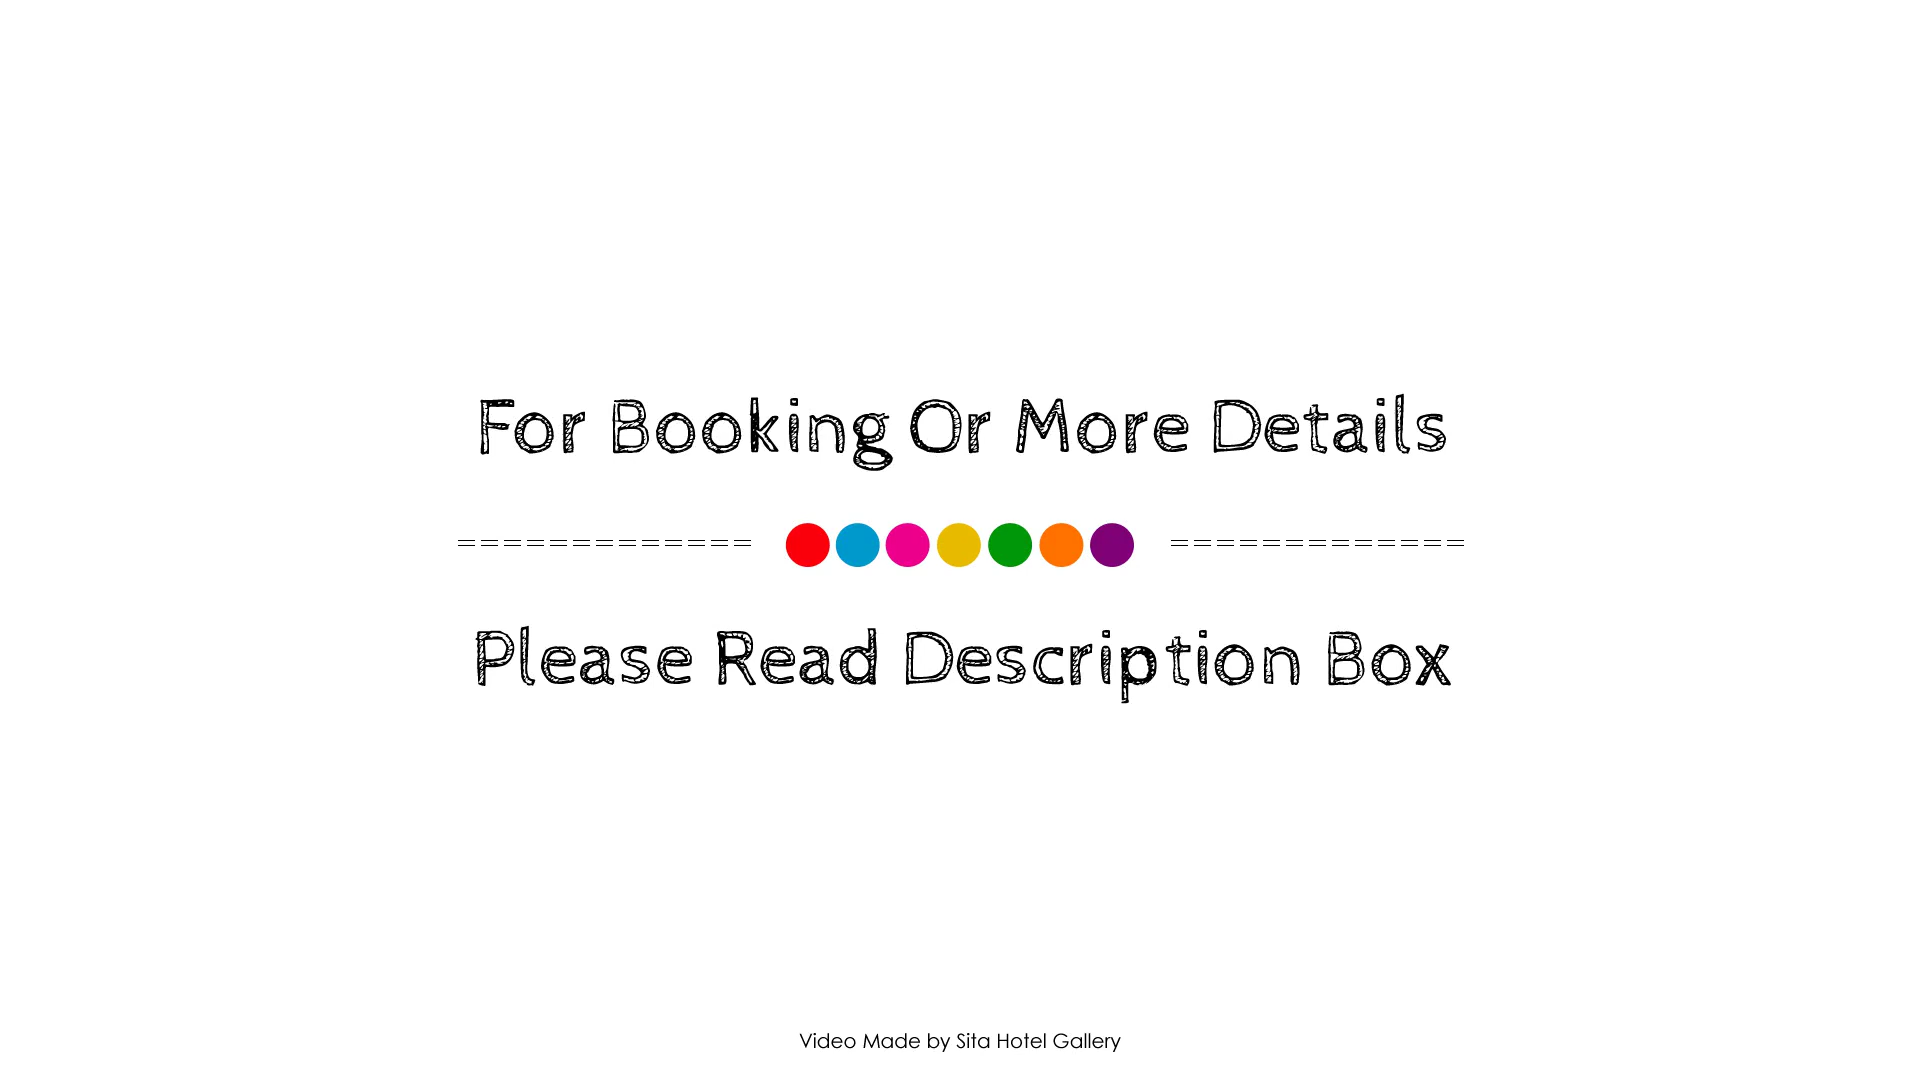 For Booking Or More Details
============= =============
Please Read Description Box
Video Made by Sita Hotel Gallery